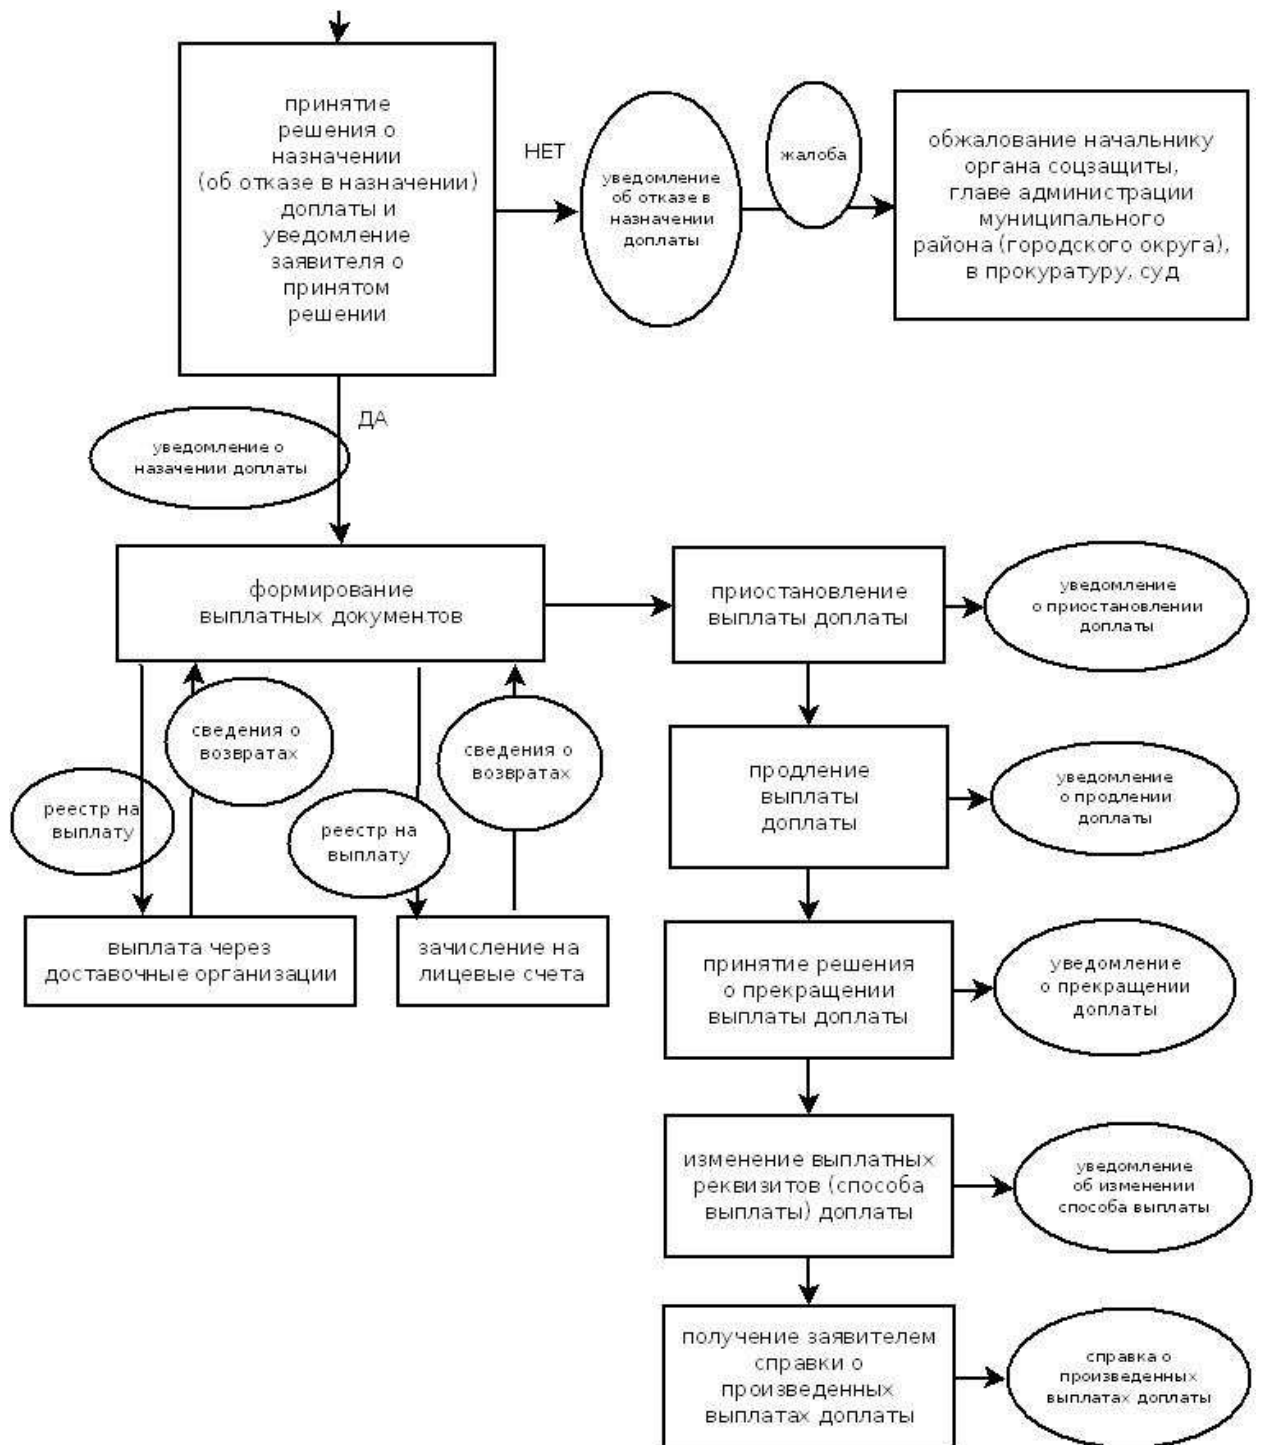 принятие
решения о
назначении
(об отказе в назначении)
доплаты и
уведомление
заявителя о
принятом
решении
НЕТ
уведомление
об отказе в
назначении
доплаты
жалоба
обжалование начальнику
органа соцзащиты,
главе администрации
муниципального
района (городского округа),
в прокуратуру, суд
ДА
уведомление о
назачении доплаты
формирование
выплатных документов
приостановление
выплаты доплаты
уведомление
о приостановлении
доплаты
сведения о
возвратах
сведения о
возвратах
реестр на
выплату
реестр на
выплату
продление
выплаты
доплаты
уведомление
о продлении
доплаты
выплата через
доставочные организации
зачисление на
лицевые счета
принятие решения
о прекращении
выплаты доплаты
уведомление
о прекращении
доплаты
изменение выплатных
реквизитов (способа
выплаты) доплаты
уведомление
об изменении
способа выплаты
получение заявителем
справки о
произведенных
выплатах доплаты
справка о
произведенных
выплатах доплаты